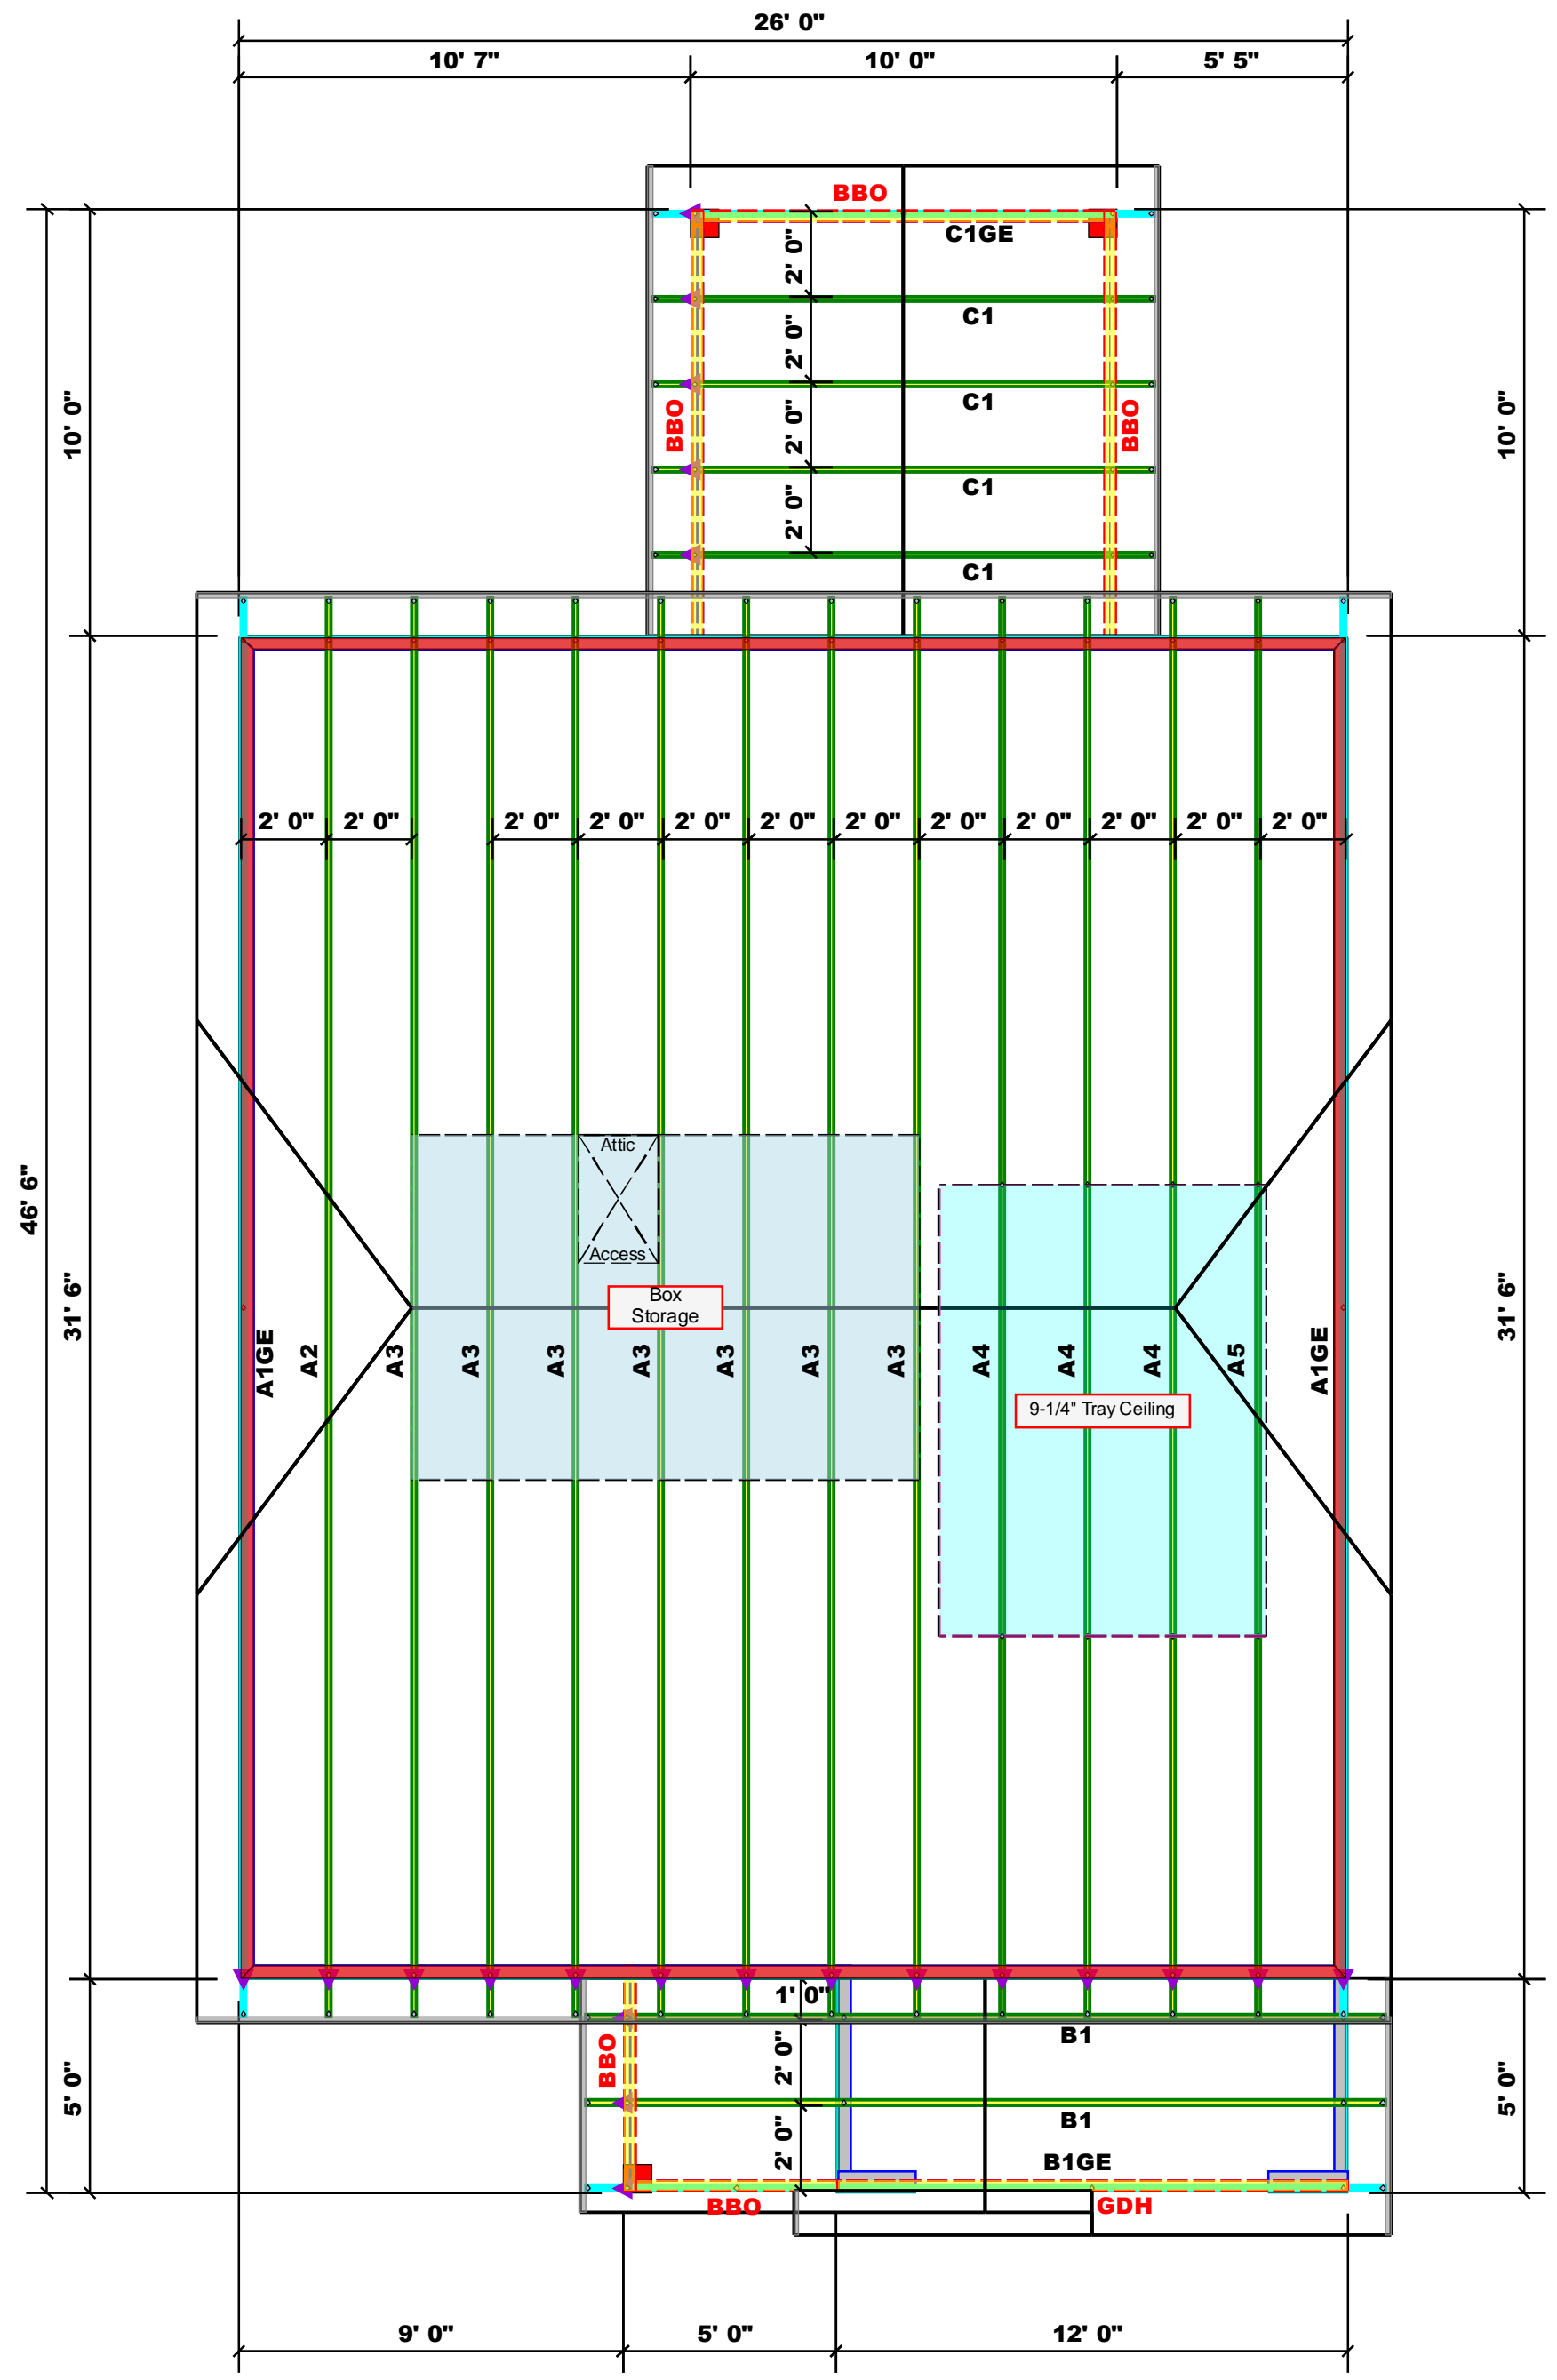 26' 0"
10' 7"
10' 0"
5' 5"
BBO
C1GE
2' 0"
C1
2' 0"
C1
2' 0"
C1
2' 0"
C1
BBO
BBO
10' 0"
10' 0"
2' 0"
2' 0"
2' 0"
2' 0"
2' 0"
2' 0"
2' 0"
2' 0"
2' 0"
2' 0"
2' 0"
2' 0"
46' 6"
31' 6"
31' 6"
Attic
Access
Box
Storage
A1GE
A2
A3
A3
A3
A3
A3
A3
A3
A4
A4
A4
A5
A1GE
9-1/4" Tray Ceiling
1' 0"
B1
BBO
2' 0"
B1
2' 0"
B1GE
BBO
GDH
5' 0"
5' 0"
9' 0"
5' 0"
12' 0"